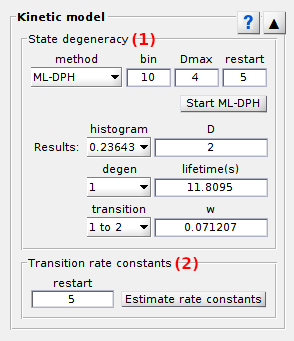 Kinetic model ? ▲
State degeneracy (1)
method bin Dmax restart
ML-DPH 10 4 5
Start ML-DPH
histogram D
Results: 0.23643 2
degen lifetime(s)
1 11.8095
transition w
1 to 2 0.071207
Transition rate constants (2)
restart
5 Estimate rate constants